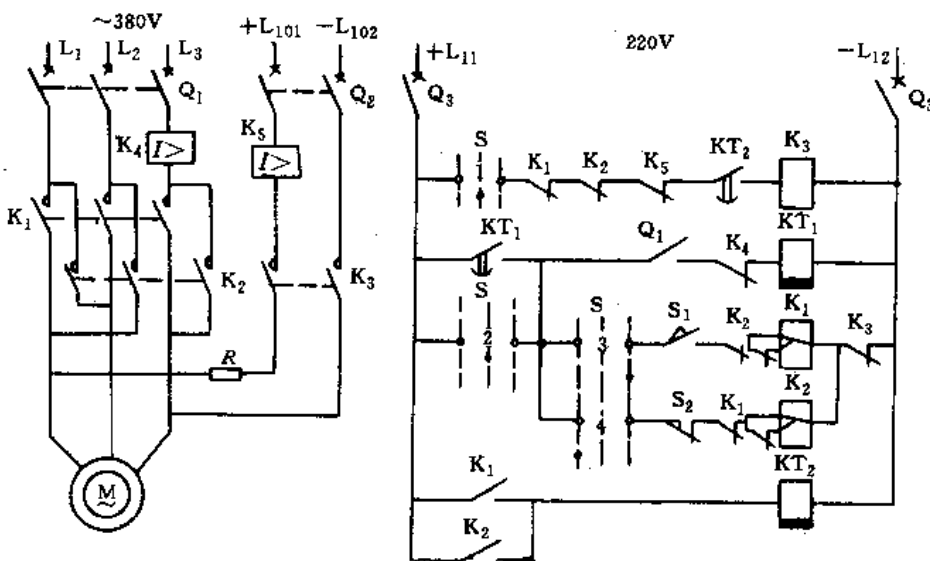 ~380V +L101 −L102
L1 L2 L3
Q1 Q2
K4 I> K5 I>
K1
K2 K3
R
M
~
+L11 220V −L12
Q3
S K1 K2 K5 KT2 K3
1
KT1 Q1 K4 KT1
S S S1 K2 K1 K3
2 3
S2 K1 K2
4
K1 KT2
K2